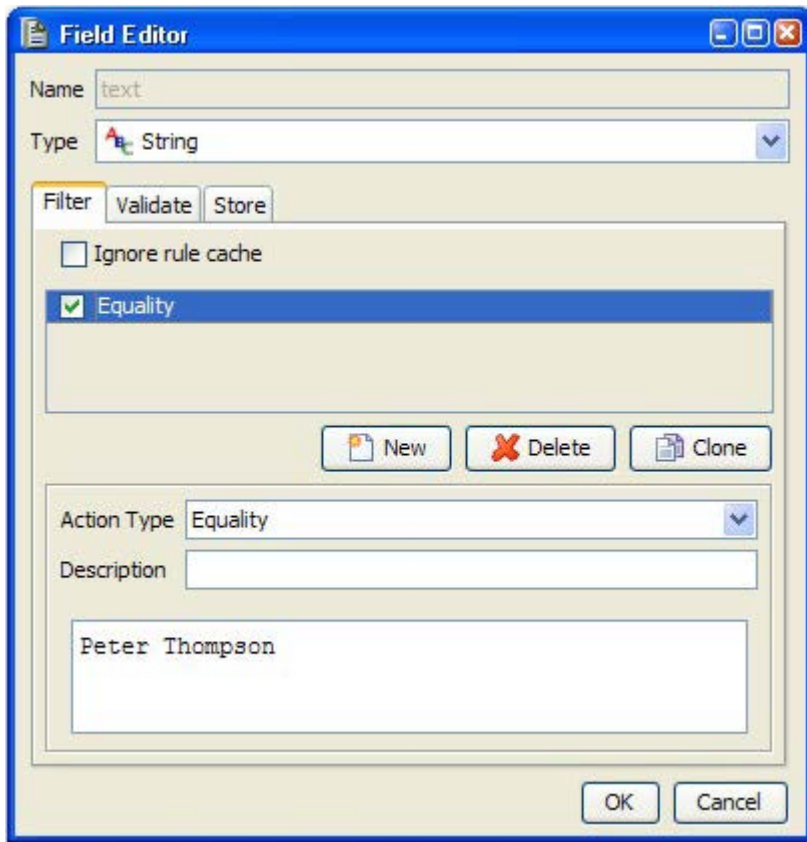 Field Editor
Name text
Type ABC String
Filter Validate Store
Ignore rule cache
Equality
New Delete Clone
Action Type Equality
Description
Peter Thompson
OK Cancel